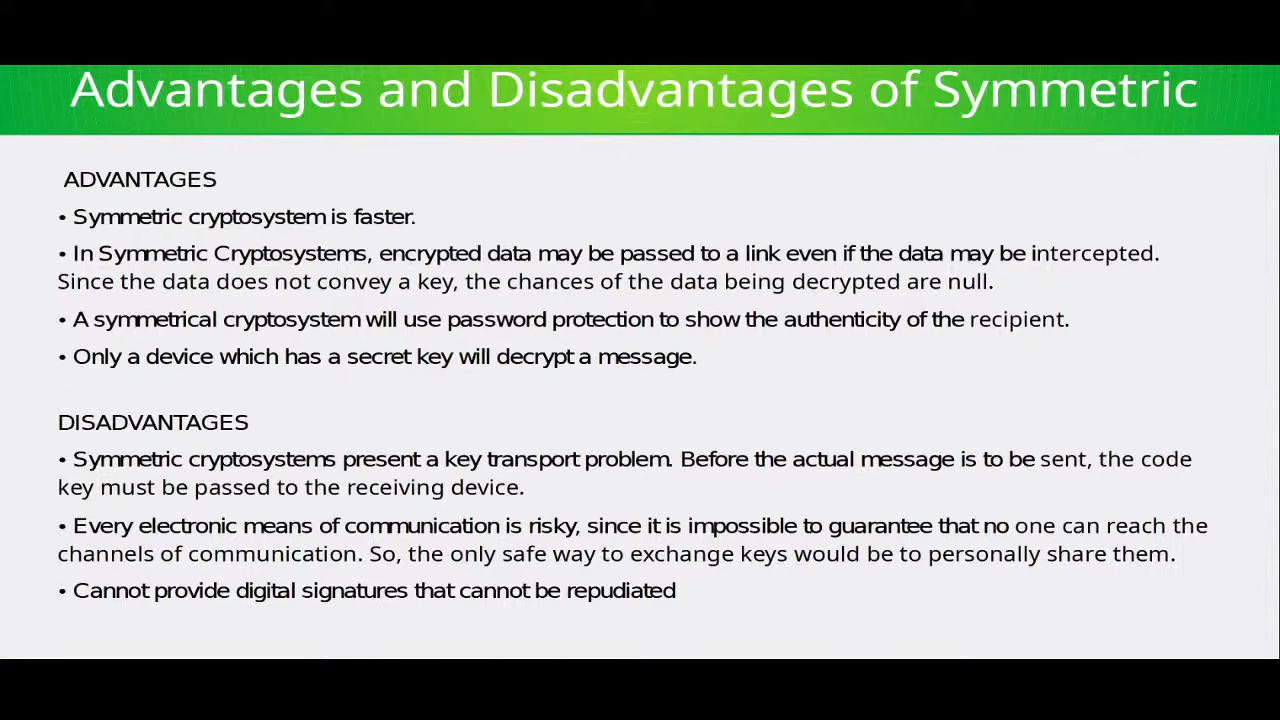 Advantages and Disadvantages of Symmetric
ADVANTAGES
• Symmetric cryptosystem is faster.
• In Symmetric Cryptosystems, encrypted data may be passed to a link even if the data may be intercepted.
Since the data does not convey a key, the chances of the data being decrypted are null.
• A symmetrical cryptosystem will use password protection to show the authenticity of the recipient.
• Only a device which has a secret key will decrypt a message.
DISADVANTAGES
• Symmetric cryptosystems present a key transport problem. Before the actual message is to be sent, the code
key must be passed to the receiving device.
• Every electronic means of communication is risky, since it is impossible to guarantee that no one can reach the
channels of communication. So, the only safe way to exchange keys would be to personally share them.
• Cannot provide digital signatures that cannot be repudiated